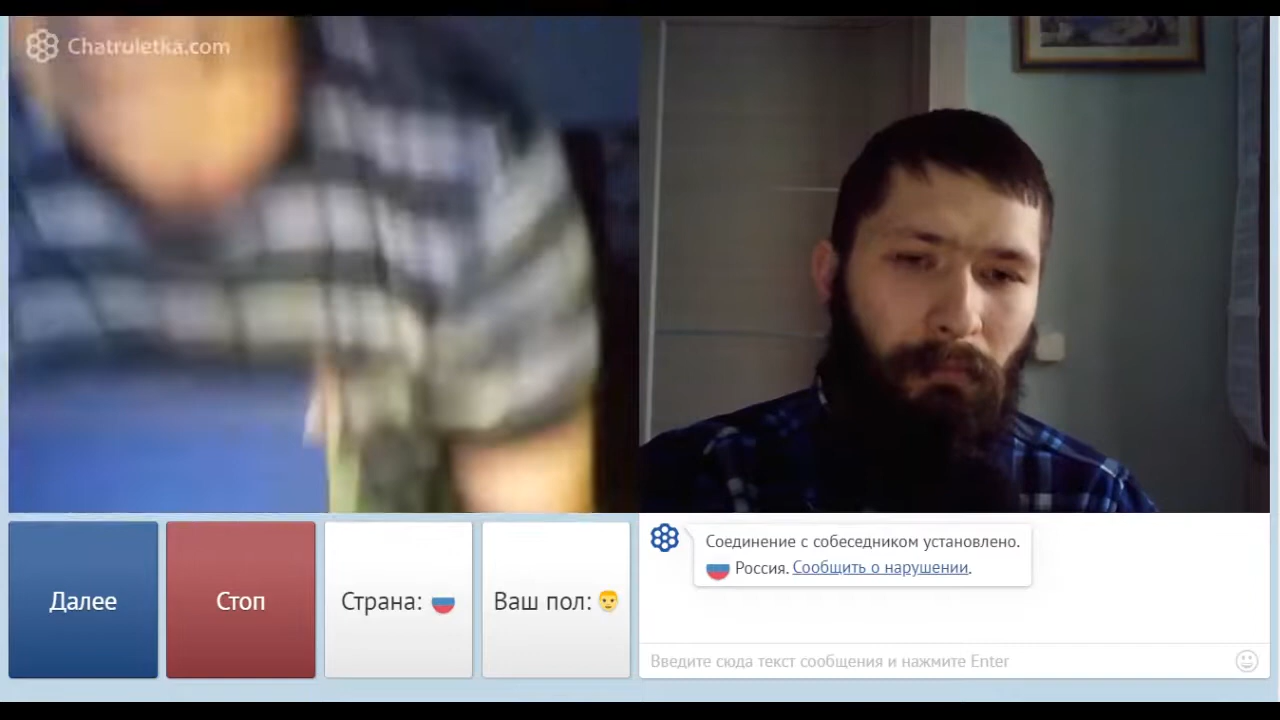 Chatruletka.com
Соединение с собеседником установлено.
Россия. Сообщить о нарушении.
Далее
Стоп
Страна:
Ваш пол:
Введите сюда текст сообщения и нажмите Enter